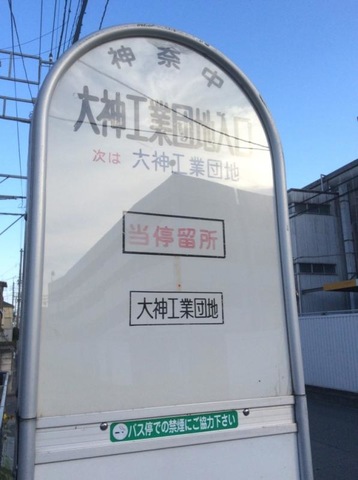 神奈中
大神工業団地入口
次は 大神工業団地
当停留所
大神工業団地
バス停での禁煙にご協力下さい